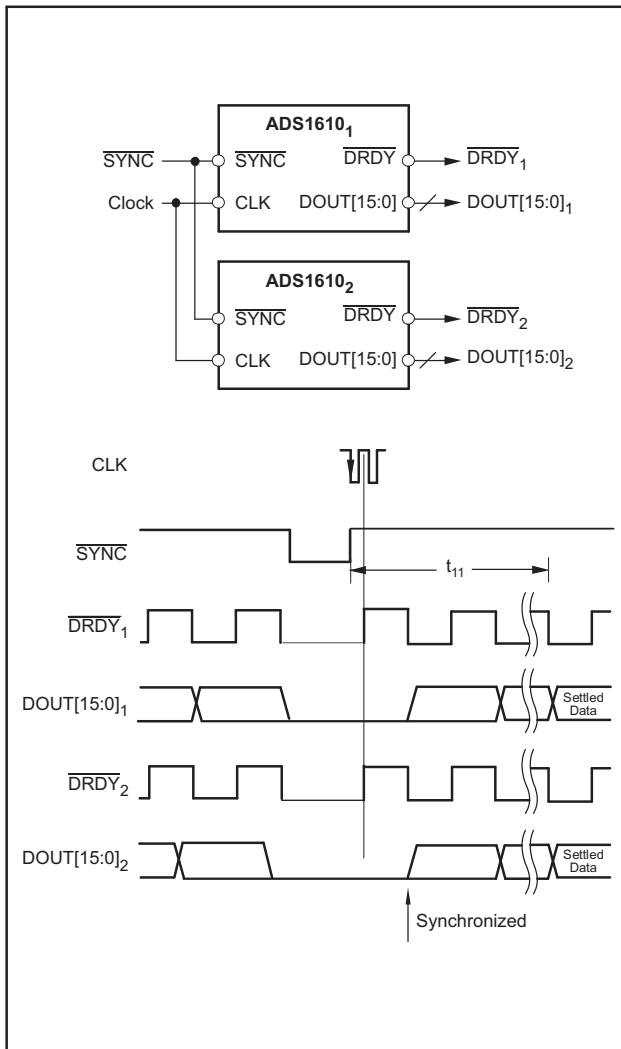 ADS1610₁
SYNC SYNC DRDY DRDY₁
Clock CLK DOUT[15:0] DOUT[15:0]₁
ADS1610₂
SYNC DRDY DRDY₂
CLK DOUT[15:0] DOUT[15:0]₂
CLK
SYNC
t₁₁
DRDY₁
DOUT[15:0]₁ Settled
Data
DRDY₂
DOUT[15:0]₂ Settled
Data
Synchronized